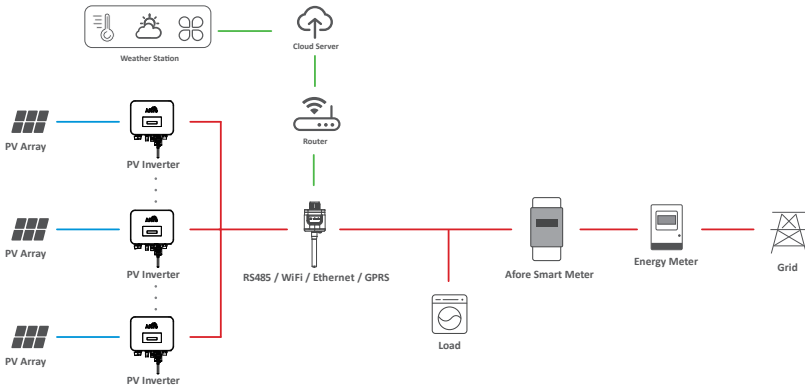 Weather Station
Cloud Server
Router
PV Array
PV Inverter
PV Array
PV Inverter
RS485 / WiFi / Ethernet / GPRS
Afore Smart Meter
Energy Meter
Grid
Load
PV Array
PV Inverter